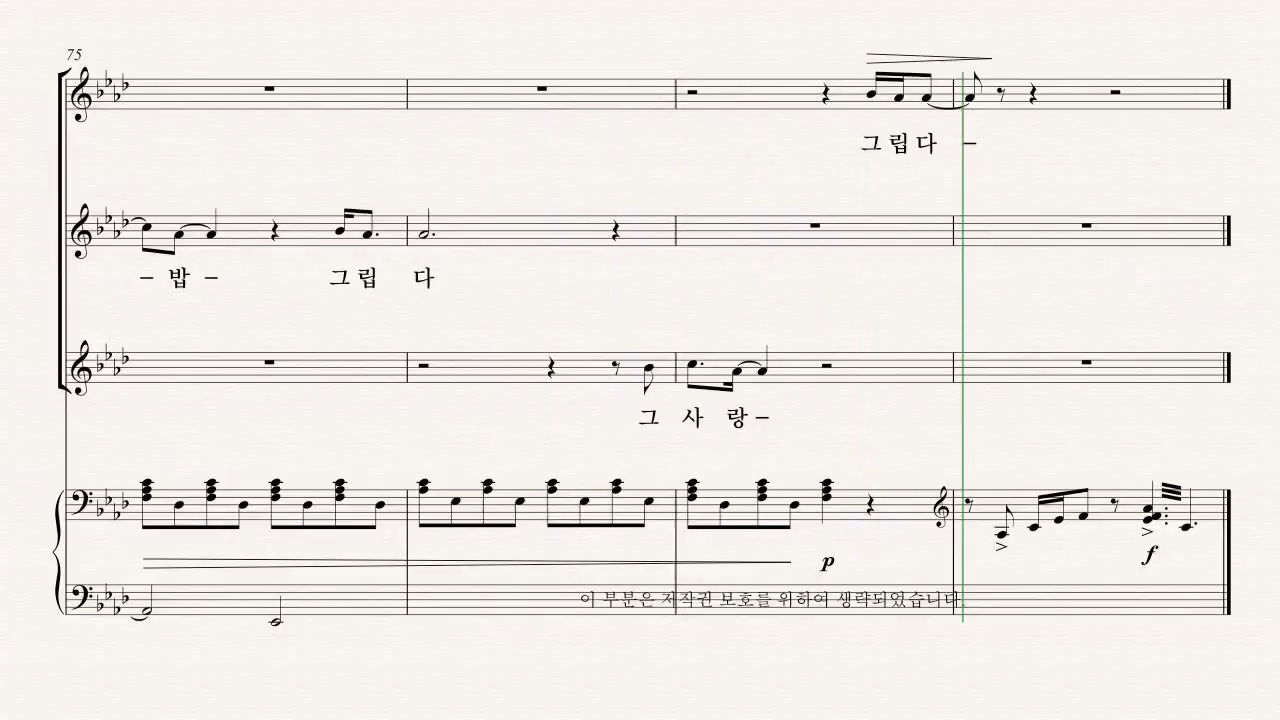 75
그립다 –
– 밥 – 그립 다
그 사 랑 –
p f
이 부분은 저작권 보호를 위하여 생략되었습니다.